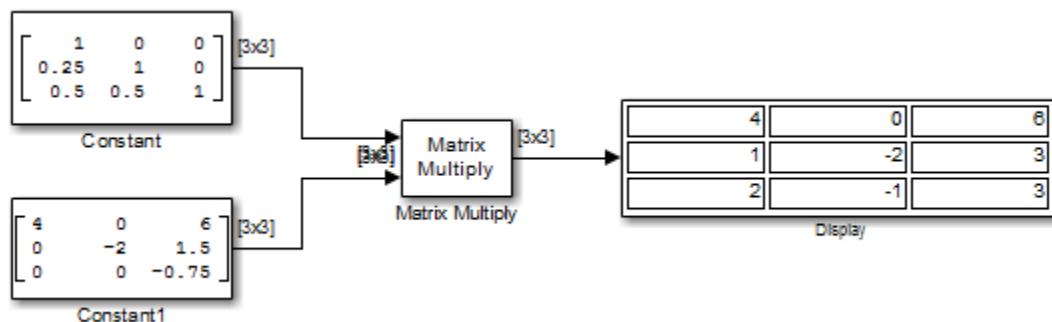 1 0 0
0.25 1 0
0.5 0.5 1
[3x3]
Constant
4 0 6
0 -2 1.5
0 0 -0.75
[3x3]
Constant1
[3x3]
Matrix
Multiply
Matrix Multiply
[3x3]
4 0 6
1 -2 3
2 -1 3
Display